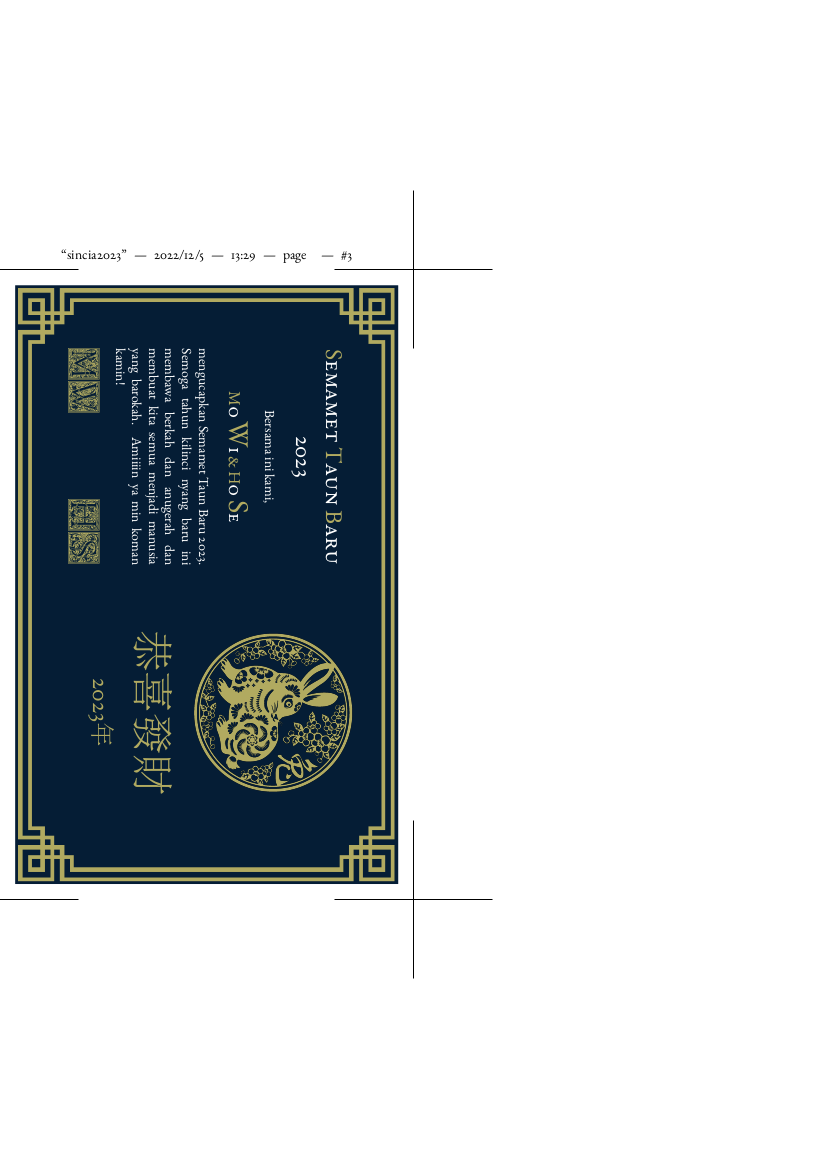 “sincia2023” — 2022/12/5 — 13:29 — page — #3
Semamet Taun Baru
2023
Bersama ini kami,
Mo Wi & Ho Se
mengucapkan Semamet Taun Baru 2023.
Semoga tahun kilinci nyang baru ini
membawa berkah dan anugerah dan
membuat kita semua menjadi manusia
yang barokah. Amiiin ya min koman
kamin!
MW HS
兔
恭喜發財
2023年